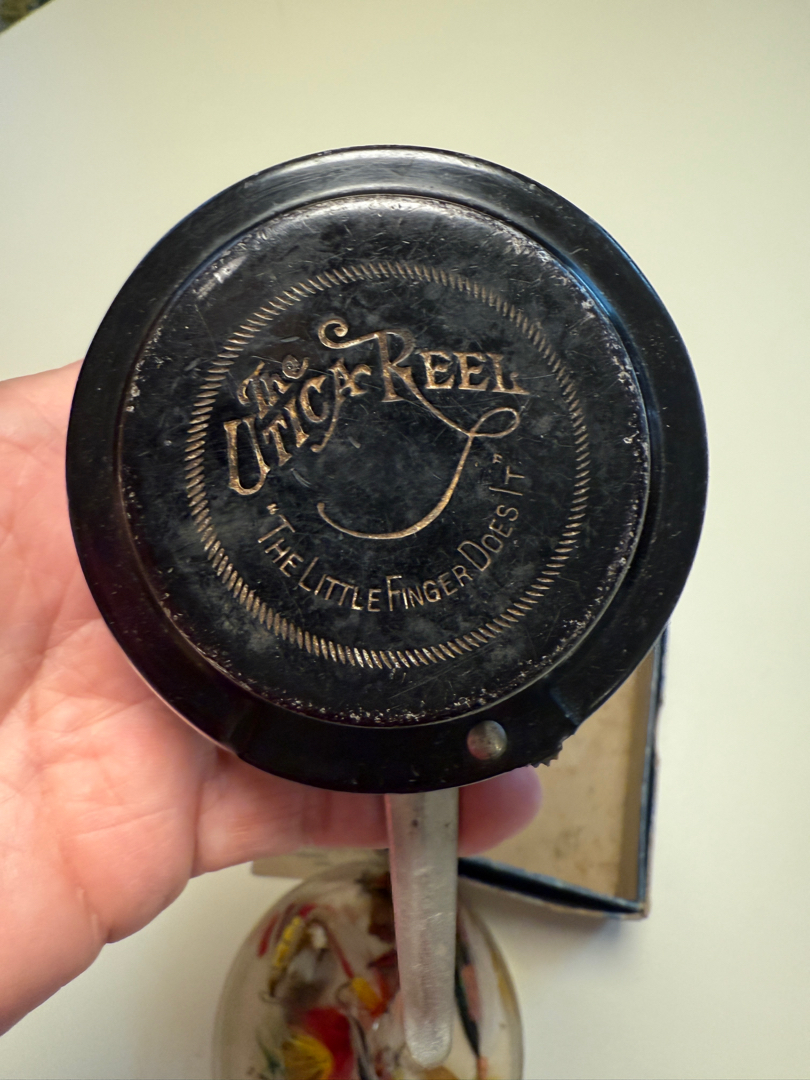 The
UTICA REEL
"THE LITTLE FINGER DOES IT"